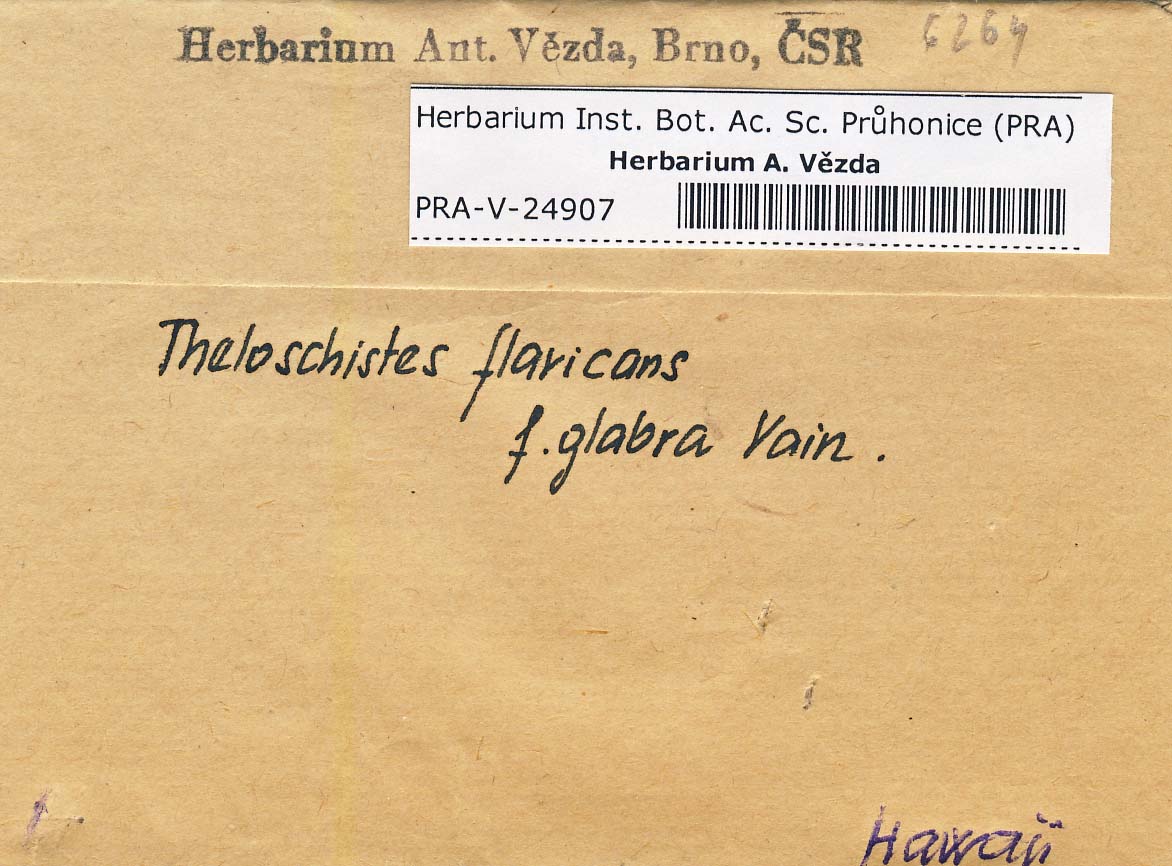 Herbarium Ant. Vězda, Brno, ČSR 6264
Herbarium Inst. Bot. Ac. Sc. Průhonice (PRA)
Herbarium A. Vězda
PRA-V-24907
Theloschistes flavicans
f. glabra Vain.
Hawaii